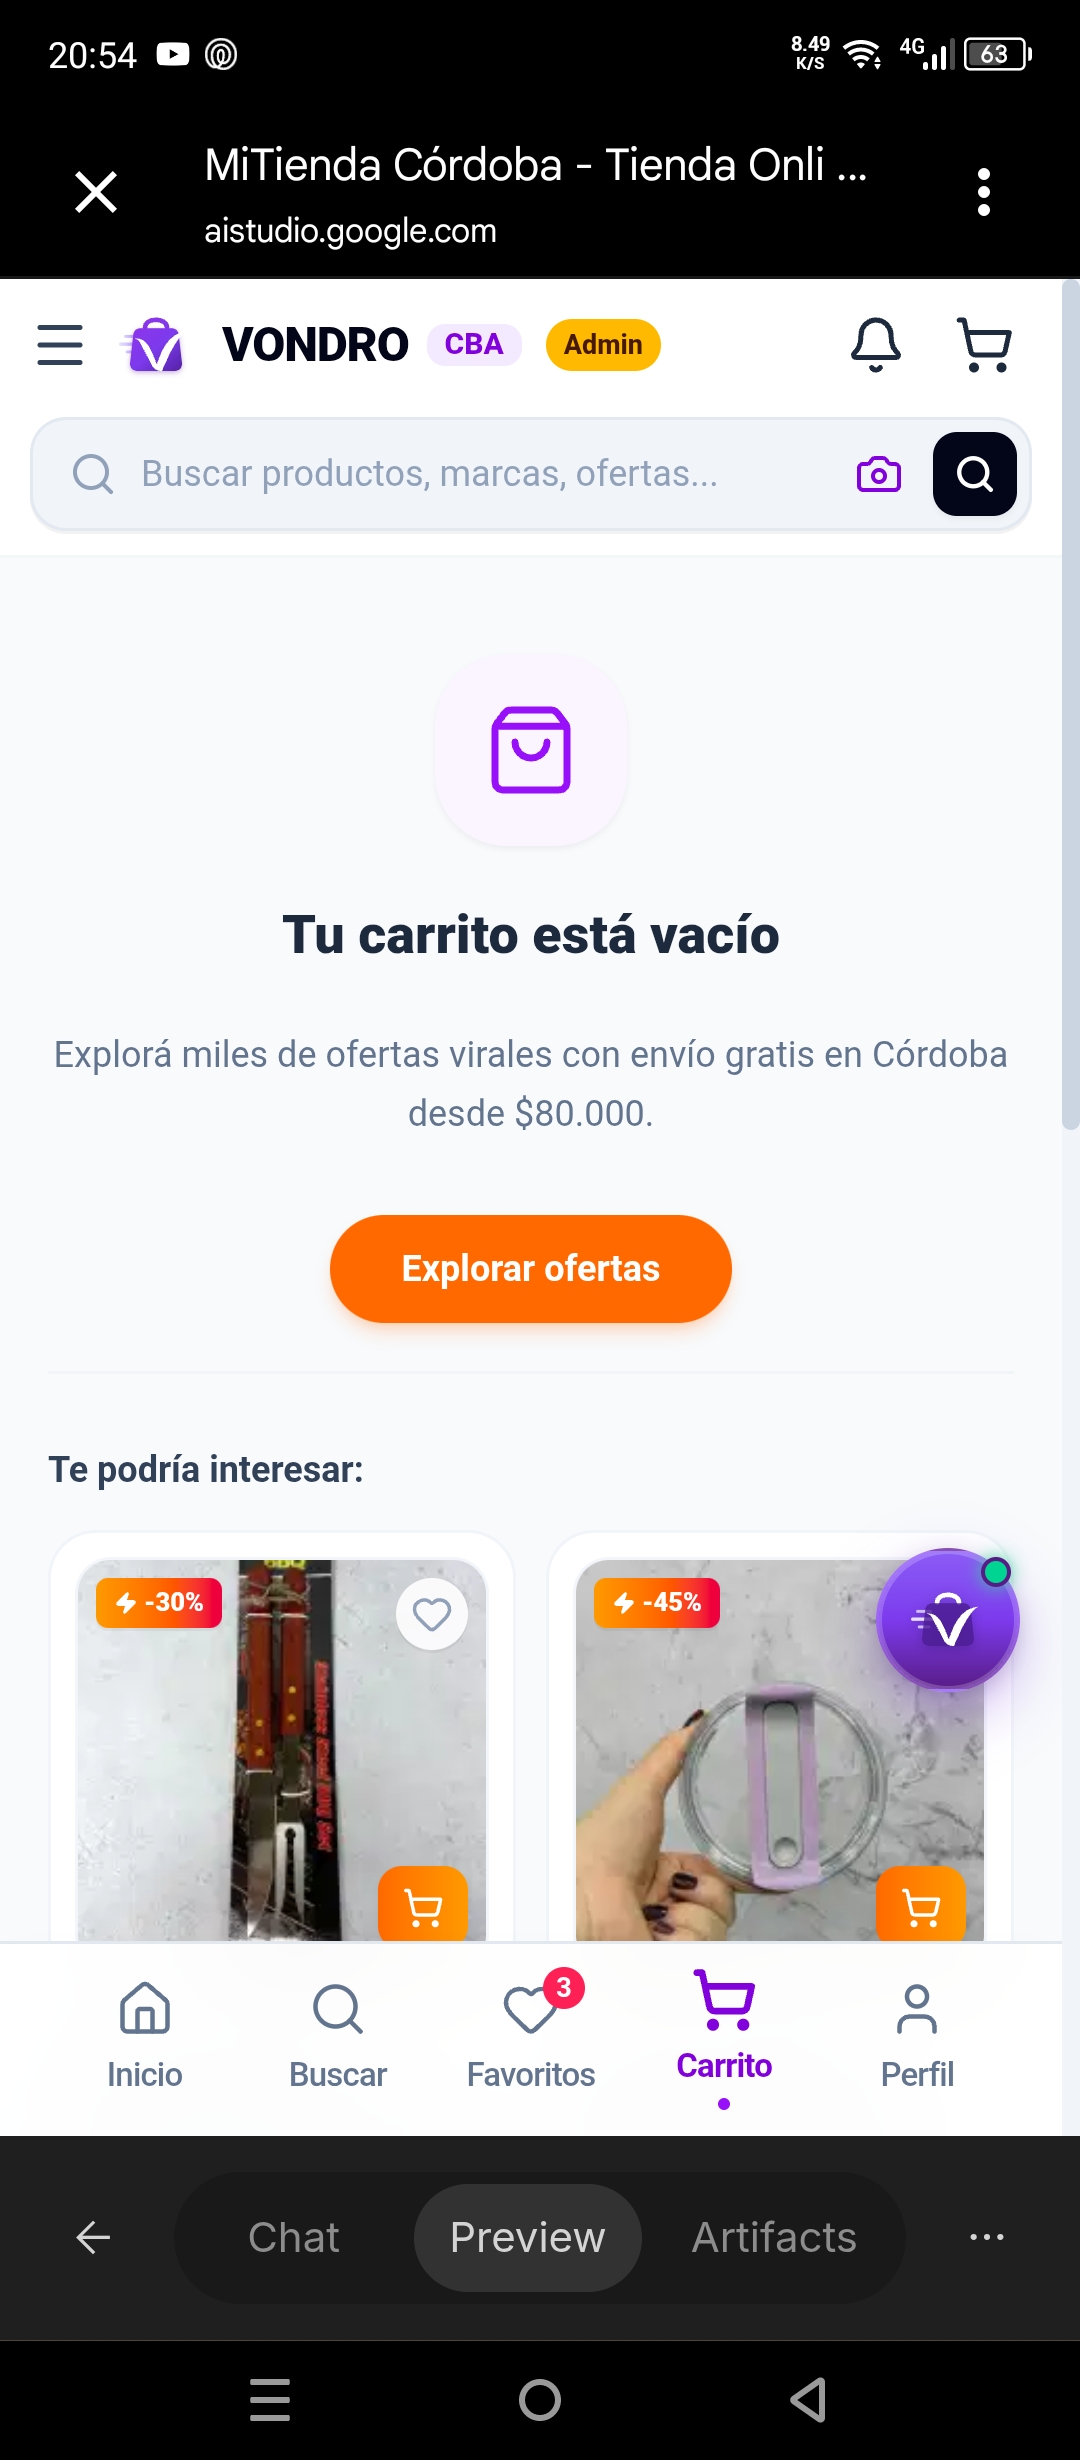 20:54
8.49
K/S
4G
63
MiTienda Córdoba - Tienda Onli ...
aistudio.google.com
VONDRO CBA Admin
Buscar productos, marcas, ofertas...
Tu carrito está vacío
Explorá miles de ofertas virales con envío gratis en Córdoba
desde $80.000.
Explorar ofertas
Te podría interesar:
-30%
-45%
3
Inicio
Buscar
Favoritos
Carrito
Perfil
Chat
Preview
Artifacts